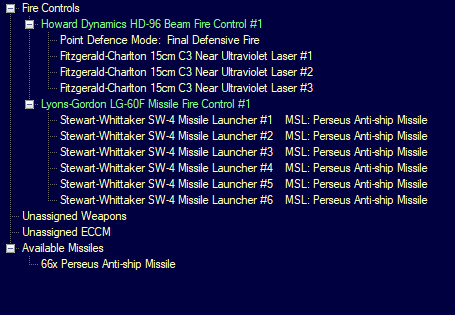 Fire Controls
Howard Dynamics HD-96 Beam Fire Control #1
Point Defence Mode:  Final Defensive Fire
Fitzgerald-Charlton 15cm C3 Near Ultraviolet Laser #1
Fitzgerald-Charlton 15cm C3 Near Ultraviolet Laser #2
Fitzgerald-Charlton 15cm C3 Near Ultraviolet Laser #3
Lyons-Gordon LG-60F Missile Fire Control #1
Stewart-Whittaker SW-4 Missile Launcher #1    MSL: Perseus Anti-ship Missile
Stewart-Whittaker SW-4 Missile Launcher #2    MSL: Perseus Anti-ship Missile
Stewart-Whittaker SW-4 Missile Launcher #3    MSL: Perseus Anti-ship Missile
Stewart-Whittaker SW-4 Missile Launcher #4    MSL: Perseus Anti-ship Missile
Stewart-Whittaker SW-4 Missile Launcher #5    MSL: Perseus Anti-ship Missile
Stewart-Whittaker SW-4 Missile Launcher #6    MSL: Perseus Anti-ship Missile
Unassigned Weapons
Unassigned ECCM
Available Missiles
66x Perseus Anti-ship Missile